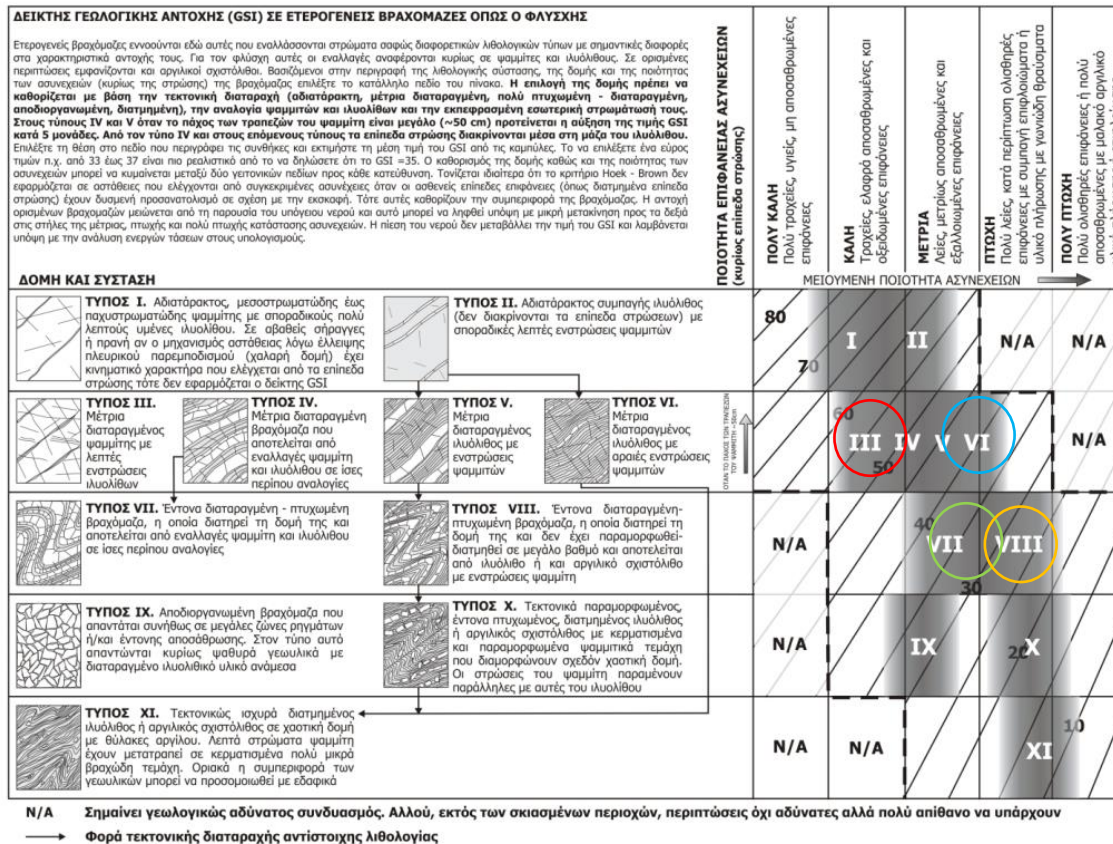 ΔΕΙΚΤΗΣ ΓΕΩΛΟΓΙΚΗΣ ΑΝΤΟΧΗΣ (GSI) ΣΕ ΕΤΕΡΟΓΕΝΕΙΣ ΒΡΑΧΟΜΑΖΕΣ ΟΠΩΣ Ο ΦΛΥΣΧΗΣ
Ετερογενείς βραχόμαζες εννοούνται εδώ αυτές που εναλλάσσονται στρώματα σαφώς διαφορετικών λιθολογικών τύπων με σημαντικές διαφορές
στα χαρακτηριστικά αντοχής τους. Για τον φλύσχη αυτές οι εναλλαγές αναφέρονται κυρίως σε ψαμμίτες και ιλυόλιθους. Σε ορισμένες
περιπτώσεις εμφανίζονται και αργιλικοί σχιστόλιθοι. Βασιζόμενοι στην περιγραφή της λιθολογικής σύστασης, της δομής και της ποιότητας
των ασυνεχειών (κυρίως της στρώσης) της βραχόμαζας επιλέξτε το κατάλληλο πεδίο του πίνακα. Η επιλογή της δομής πρέπει να
καθορίζεται με βάση την τεκτονική διαταραχή (αδιατάρακτη, μέτρια διαταραγμένη, πολύ πτυχωμένη - διαταραγμένη,
αποδιοργανωμένη, διατμημένη), την αναλογία ψαμμιτών και ιλυολίθων και την εκπεφρασμένη εσωτερική στρωμάτωσή τους.
Στους τύπους IV και V όταν το πάχος των τραπεζών του ψαμμίτη είναι μεγάλο (~50 cm) προτείνεται η αύξηση της τιμής GSI
κατά 5 μονάδες. Από τον τύπο IV και στους επόμενους τύπους τα επίπεδα στρώσης διακρίνονται μέσα στη μάζα του ιλυόλιθου.
Επιλέξτε τη θέση στο πεδίο που περιγράφει τις συνθήκες και εκτιμήστε τη μέση τιμή του GSI από τις καμπύλες. Το να επιλέξετε ένα εύρος
τιμών π.χ. από 33 έως 37 είναι πιο ρεαλιστικό από το να δηλώσετε ότι το GSI =35. Ο καθορισμός της δομής καθώς και της ποιότητας των
ασυνεχειών μπορεί να κυμαίνεται μεταξύ δύο γειτονικών πεδίων προς κάθε κατεύθυνση. Τονίζεται ιδιαίτερα ότι το κριτήριο Hoek - Brown δεν
εφαρμόζεται σε αστάθειες που ελέγχονται από συγκεκριμένες ασυνέχειες όταν οι ασθενείς επίπεδες επιφάνειες (όπως διατμημένα επίπεδα
στρώσης) έχουν δυσμενή προσανατολισμό σε σχέση με την εκσκαφή. Τότε αυτές καθορίζουν την συμπεριφορά της βραχόμαζας. Η αντοχή
ορισμένων βραχομαζών μειώνεται από τη παρουσία του υπόγειου νερού και αυτό μπορεί να ληφθεί υπόψη με μικρή μετακίνηση προς τα δεξιά
στις στήλες της μέτριας, πτωχής και πολύ πτωχής κατάστασης ασυνεχειών. Η πίεση του νερού δεν μεταβάλλει την τιμή του GSI και λαμβάνεται
υπόψη με την ανάλυση ενεργών τάσεων στους υπολογισμούς.
ΔΟΜΗ ΚΑΙ ΣΥΣΤΑΣΗ
ΠΟΙΟΤΗΤΑ ΕΠΙΦΑΝΕΙΑΣ ΑΣΥΝΕΧΕΙΩΝ
(κυρίως επίπεδα στρώσης)
ΠΟΛΥ ΚΑΛΗ
Πολύ τραχείες, υγιείς, μη αποσαθρωμένες
επιφάνειες
ΚΑΛΗ
Τραχείες, ελαφρά αποσαθρωμένες και
οξειδωμένες επιφάνειες
ΜΕΤΡΙΑ
Λείες, μετρίως αποσαθρωμένες και
εξαλλοιωμένες επιφάνειες
ΠΤΩΧΗ
Πολύ λείες, κατά περίπτωση ολισθηρές
επιφάνειες με συμπαγή επιφλοιώματα ή
υλικό πλήρωσης με γωνιώδη θραύσματα
ΠΟΛΥ ΠΤΩΧΗ
Πολύ ολισθηρές επιφάνειες ή πολύ
αποσαθρωμένες με μαλακό αργιλικό
ΜΕΙΟΥΜΕΝΗ ΠΟΙΟΤΗΤΑ ΑΣΥΝΕΧΕΙΩΝ
ΤΥΠΟΣ I. Αδιατάρακτος, μεσοστρωματώδης έως
παχυστρωματώδης ψαμμίτης με σποραδικούς πολύ
λεπτούς υμένες ιλυολίθου. Σε αβαθείς σήραγγες
ή πρανή αν ο μηχανισμός αστάθειας λόγω έλλειψης
πλευρικού παρεμποδισμού (χαλαρή δομή) έχει
κινηματικό χαρακτήρα που ελέγχεται από τα επίπεδα
στρώσης τότε δεν εφαρμόζεται ο δείκτης GSI
ΤΥΠΟΣ II. Αδιατάρακτο συμπαγής ιλυόλιθος
(δεν διακρίνονται τα επίπεδα στρώσεων) με
σποραδικές λεπτές ενστρώσεις ψαμμιτών
80
70
I
II
N/A
N/A
ΤΥΠΟΣ III.
Μέτρια
διαταραγμένος
ψαμμίτης με
λεπτές
ενστρώσεις
ιλυολίθων
ΤΥΠΟΣ IV.
Μέτρια διαταραγμένη
βραχόμαζα που
αποτελείται από
εναλλαγές ψαμμίτη
και ιλυόλιθου σε ίσες
περίπου αναλογίες
ΤΥΠΟΣ V.
Μέτρια
διαταραγμένος
ιλυόλιθος με
ενστρώσεις
ψαμμιτών
ΤΥΠΟΣ VI.
Μέτρια
διαταραγμένος
ιλυόλιθος με
αραιές ενστρώσεις
ψαμμιτών
ΟΤΑΝ ΤΟ ΠΑΧΟΣ ΤΩΝ ΤΡΑΠΕΖΩΝ
ΤΟΥ ΨΑΜΜΙΤΗ ~50cm
60
III
IV
V
VI
50
N/A
ΤΥΠΟΣ VII. Έντονα διαταραγμένη - πτυχωμένη
βραχόμαζα, η οποία διατηρεί τη δομή της και
αποτελείται από εναλλαγές ψαμμίτη και ιλυόλιθου
σε ίσες περίπου αναλογίες
ΤΥΠΟΣ VIII. Έντονα διαταραγμένη-
πτυχωμένη βραχόμαζα, η οποία διατηρεί τη
δομή της και δεν έχει παραμορφωθεί-
διατμηθεί σε μεγάλο βαθμό και αποτελείται
από ιλυόλιθο ή και αργιλικό σχιστόλιθο
με ενστρώσεις ψαμμίτη
N/A
40
VII
VIII
30
ΤΥΠΟΣ IX. Αποδιοργανωμένη βραχόμαζα που
απαντάται συνήθως σε μεγάλες ζώνες ρηγμάτων
ή/και έντονης αποσάθρωσης. Στον τύπο αυτό
απαντώνται κυρίως ψαθυρά γεωυλικά με
διαταραγμένο ιλυολιθικό υλικό ανάμεσα
ΤΥΠΟΣ X. Τεκτονικά παραμορφωμένος,
έντονα πτυχωμένος, διατμημένος ιλυόλιθος
ή αργιλικός σχιστόλιθος με κερματισμένα
και παραμορφωμένα ψαμμιτικά τεμάχη
που διαμορφώνουν σχεδόν χαοτική δομή.
Οι στρώσεις του ψαμμίτη παραμένουν
παράλληλες με αυτές του ιλυολίθου
N/A
IX
20
X
ΤΥΠΟΣ XI. Τεκτονικώς ισχυρά διατμημένος
ιλυόλιθος ή αργιλικός σχιστόλιθος σε χαοτική δομή
με θύλακες αργίλου. Λεπτά στρώματα ψαμμίτη
έχουν μετατραπεί σε κερματισμένα πολύ μικρά
βραχώδη τεμάχη. Οριακά η συμπεριφορά των
γεωυλικών μπορεί να προσομοιωθεί με εδαφικά
N/A
N/A
XI
10
N/A Σημαίνει γεωλογικώς αδύνατος συνδυασμός. Αλλού, εκτός των σκιασμένων περιοχών, περιπτώσεις όχι αδύνατες αλλά πολύ απίθανο να υπάρχουν
Φορά τεκτονικής διαταραχής αντίστοιχης λιθολογίας